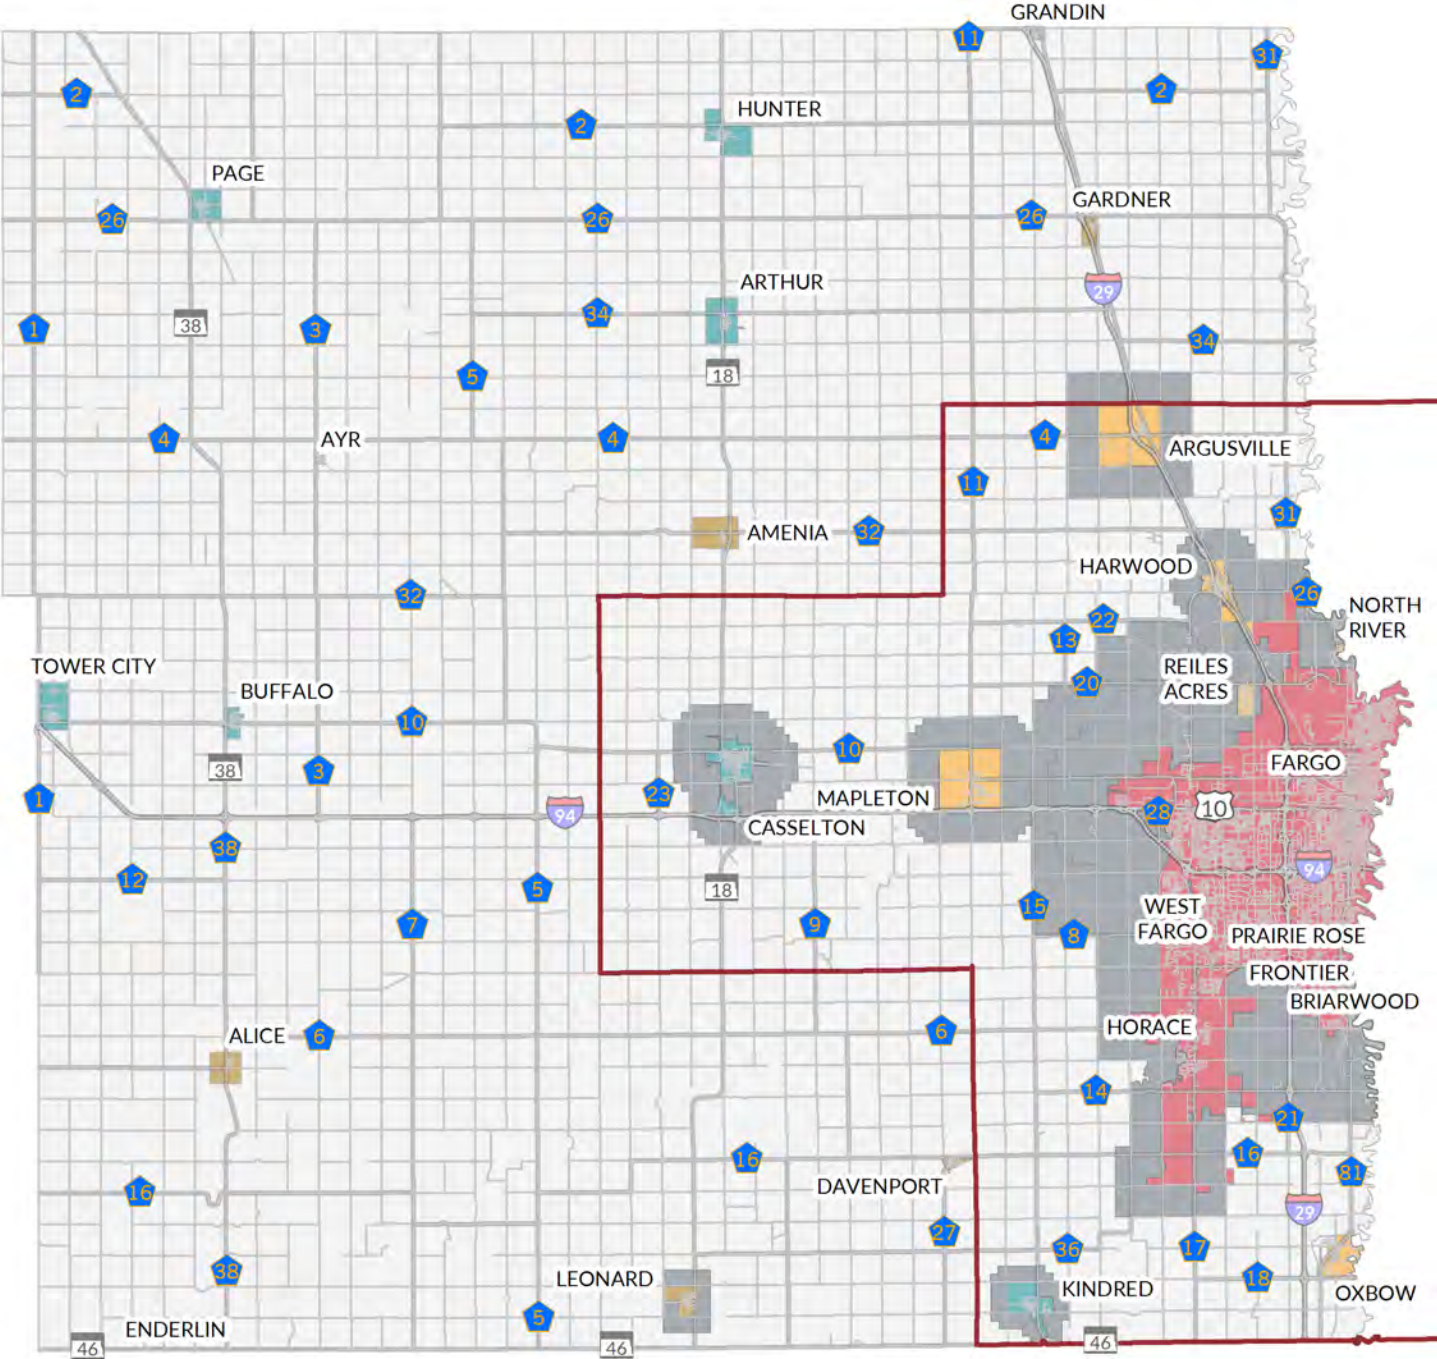 GRANDIN
11
31
2
2
HUNTER
2
PAGE
GARDNER
26
26
26
ARTHUR
29
34
38
1
3
34
18
5
4
AYR
4
4
ARGUSVILLE
11
31
AMENIA
32
HARWOOD
32
26
NORTH
RIVER
22
13
REILES
ACRES
20
TOWER CITY
BUFFALO
10
10
38
3
FARGO
23
1
MAPLETON
94
28
10
CASSELTON
38
94
12
5
18
15
WEST
FARGO
7
9
8
PRAIRIE ROSE
FRONTIER
BRIARWOOD
HORACE
ALICE
6
6
14
21
16
16
81
DAVENPORT
16
29
27
36
17
38
LEONARD
18
KINDRED
OXBOW
5
ENDERLIN
46
46
46